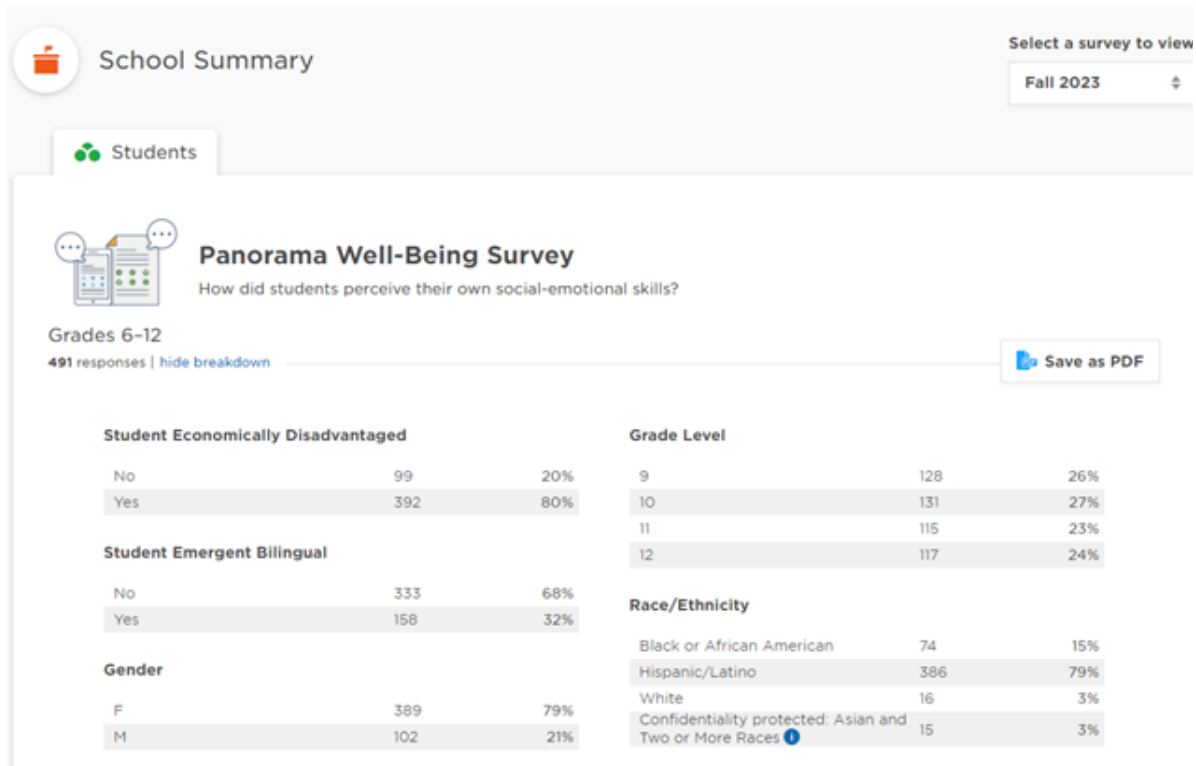 School Summary
Select a survey to view
Fall 2023
Students
Panorama Well-Being Survey
How did students perceive their own social-emotional skills?
Grades 6–12
491 responses | hide breakdown
Save as PDF
Student Economically Disadvantaged
No 99 20%
Yes 392 80%
Student Emergent Bilingual
No 333 68%
Yes 158 32%
Gender
F 389 79%
M 102 21%
Grade Level
9 128 26%
10 131 27%
11 115 23%
12 117 24%
Race/Ethnicity
Black or African American 74 15%
Hispanic/Latino 386 79%
White 16 3%
Confidentiality protected: Asian and
Two or More Races 15 3%